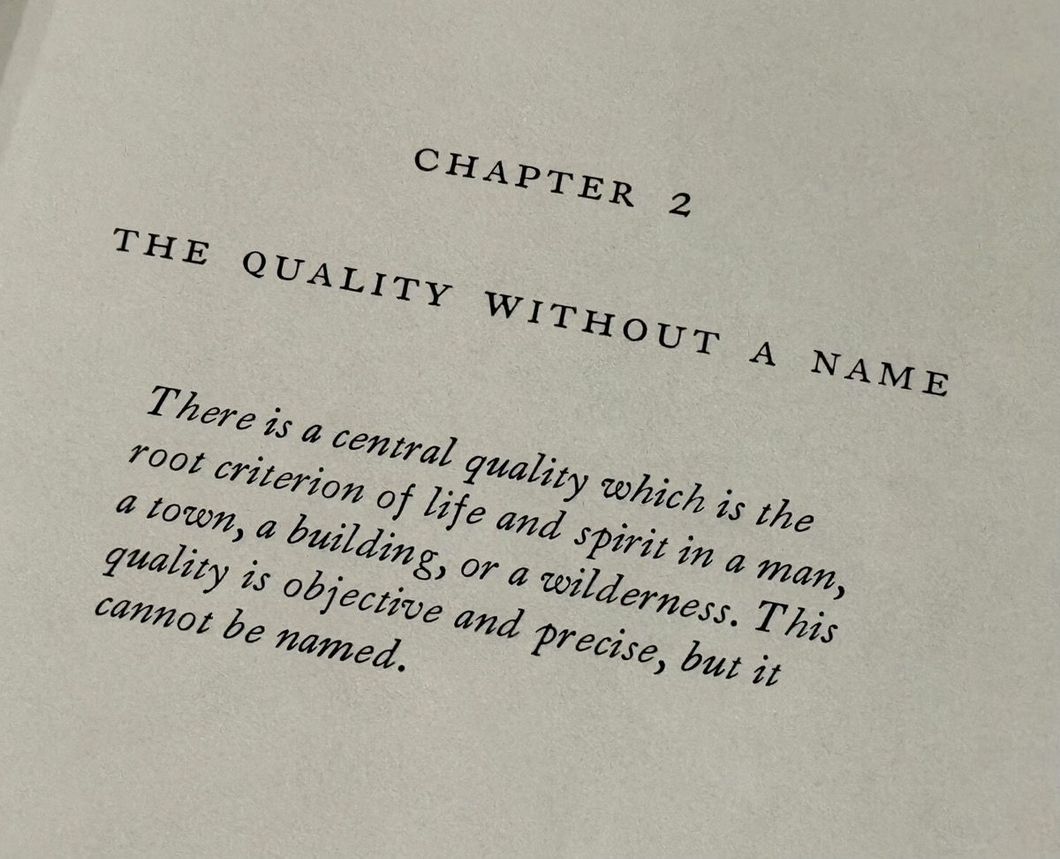 CHAPTER 2
THE QUALITY WITHOUT A NAME
There is a central quality which is the
root criterion of life and spirit in a man,
a town, a building, or a wilderness. This
quality is objective and precise, but it
cannot be named.